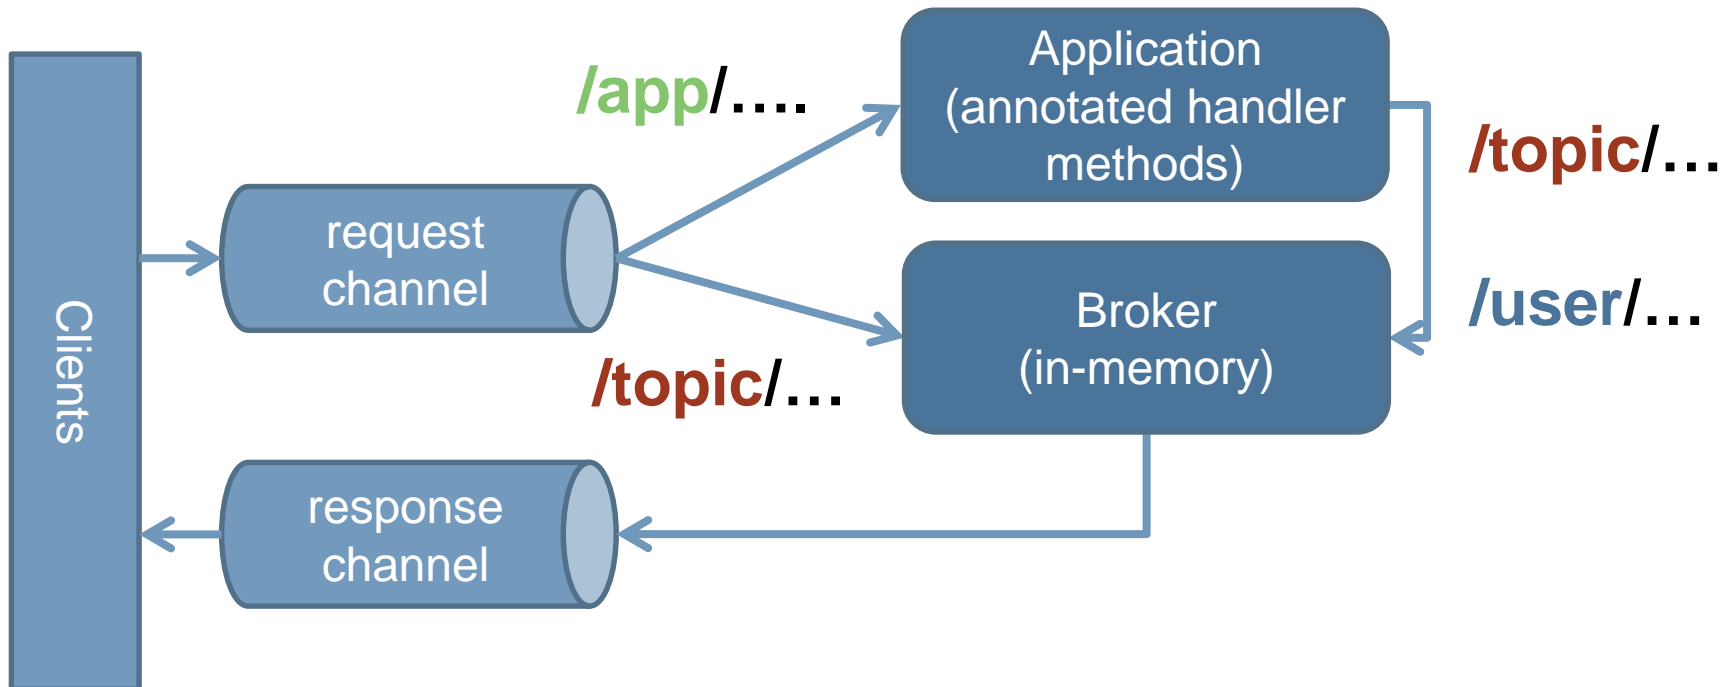 Application
(annotated handler
methods)
/app/....
/topic/...
request
channel
Clients
Broker
(in-memory)
/user/...
/topic/...
response
channel